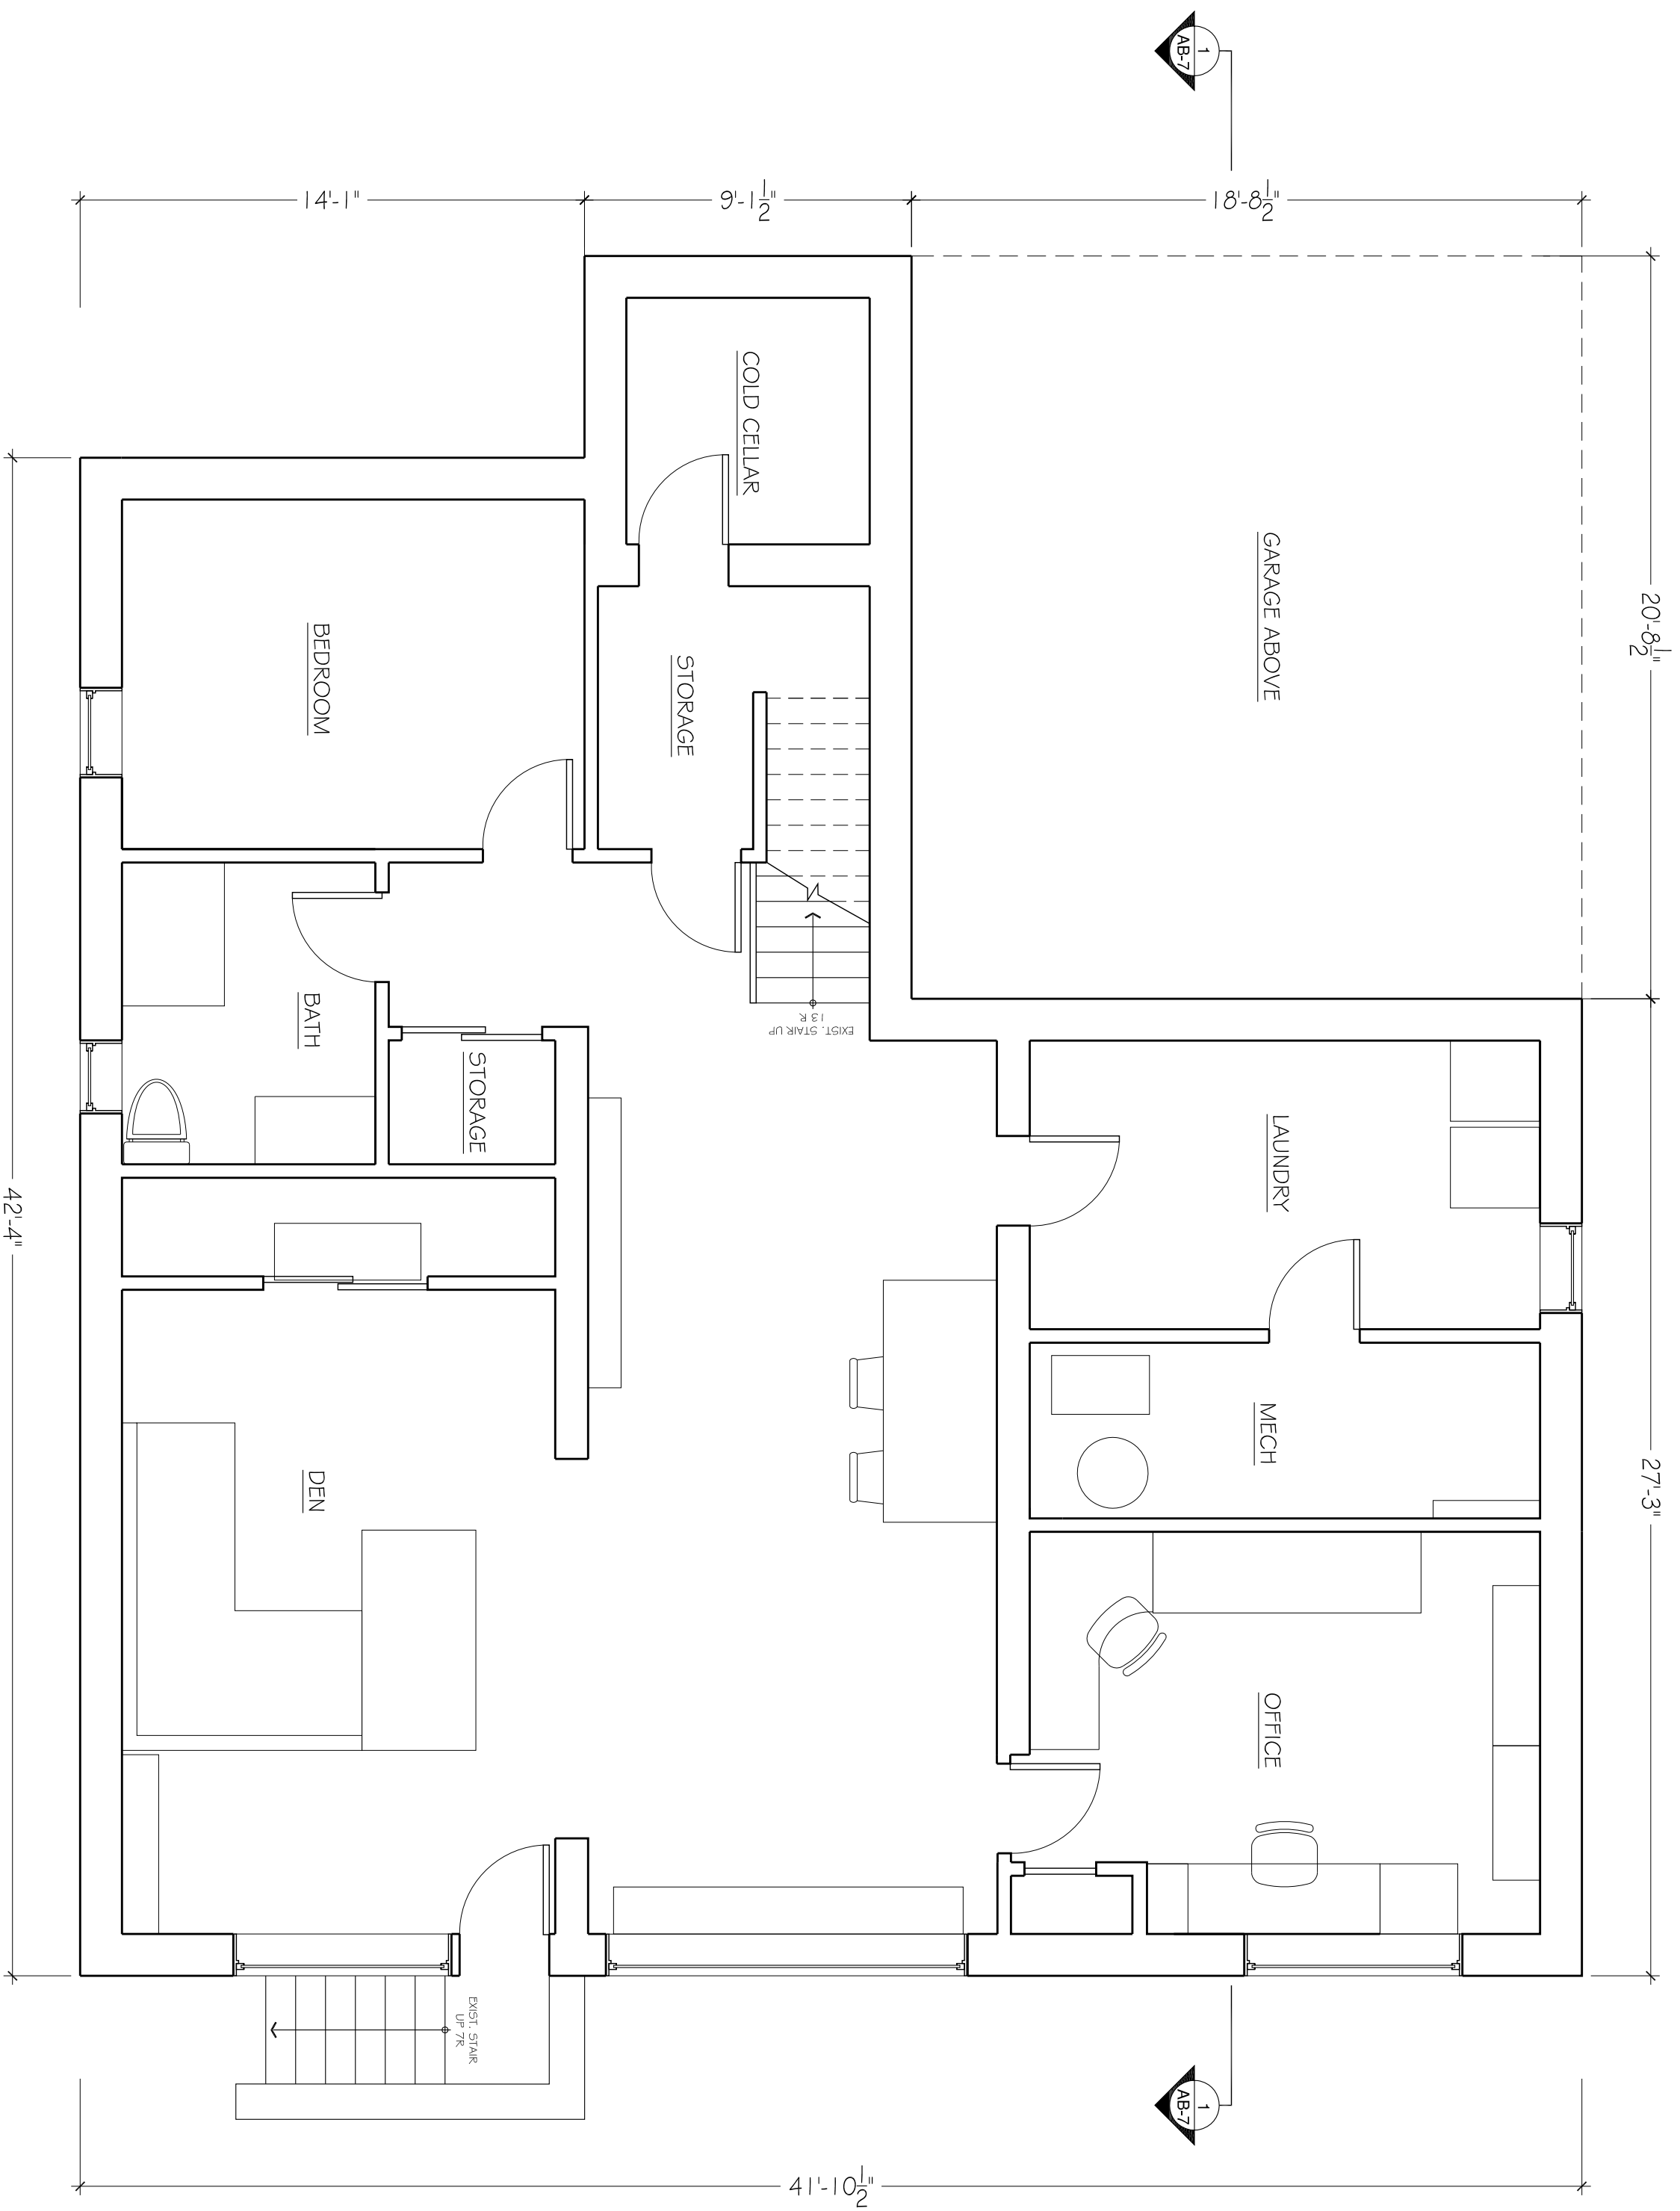 1
AB-7
14'-1"
9'-1 1/2"
18'-8 1/2"
20'-8 1/2"
COLD CELLAR
GARAGE ABOVE
BEDROOM
STORAGE
EXIST. STAIR UP
13 R
BATH
STORAGE
LAUNDRY
42'-4"
MECH
27'-3"
DEN
OFFICE
EXIST. STAIR
UP 7R
1
AB-7
41'-10 1/2"